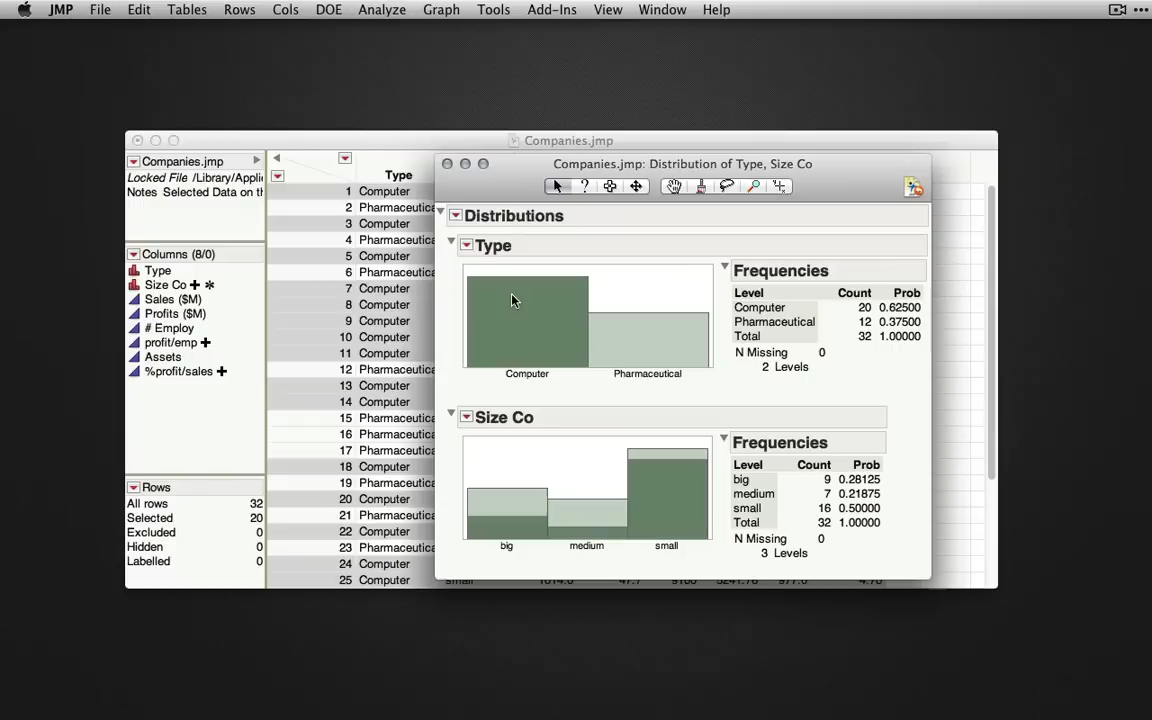 JMP File Edit Tables Rows Cols DOE Analyze Graph Tools Add-Ins View Window Help
Companies.jmp
Companies.jmp: Distribution of Type, Size Co
Companies.jmp
Locked File /Library/Applic
Notes Selected Data on th
Columns (8/0)
Type
Size Co
Sales ($M)
Profits ($M)
# Employ
profit/emp
Assets
%profit/sales
Rows
All rows 32
Selected 20
Excluded 0
Hidden 0
Labelled 0
Type
1 Computer
2 Pharmaceutica
3 Computer
4 Pharmaceutica
5 Computer
6 Pharmaceutica
7 Computer
8 Computer
9 Computer
10 Computer
11 Computer
12 Pharmaceutica
13 Computer
14 Computer
15 Pharmaceutica
16 Pharmaceutica
17 Pharmaceutica
18 Computer
19 Pharmaceutica
20 Computer
21 Pharmaceutica
22 Computer
23 Pharmaceutica
24 Computer
25 Computer
Distributions
Type
Computer Pharmaceutical
Frequencies
Level Count Prob
Computer 20 0.62500
Pharmaceutical 12 0.37500
Total 32 1.00000
N Missing 0
2 Levels
Size Co
big medium small
Frequencies
Level Count Prob
big 9 0.28125
medium 7 0.21875
small 16 0.50000
Total 32 1.00000
N Missing 0
3 Levels